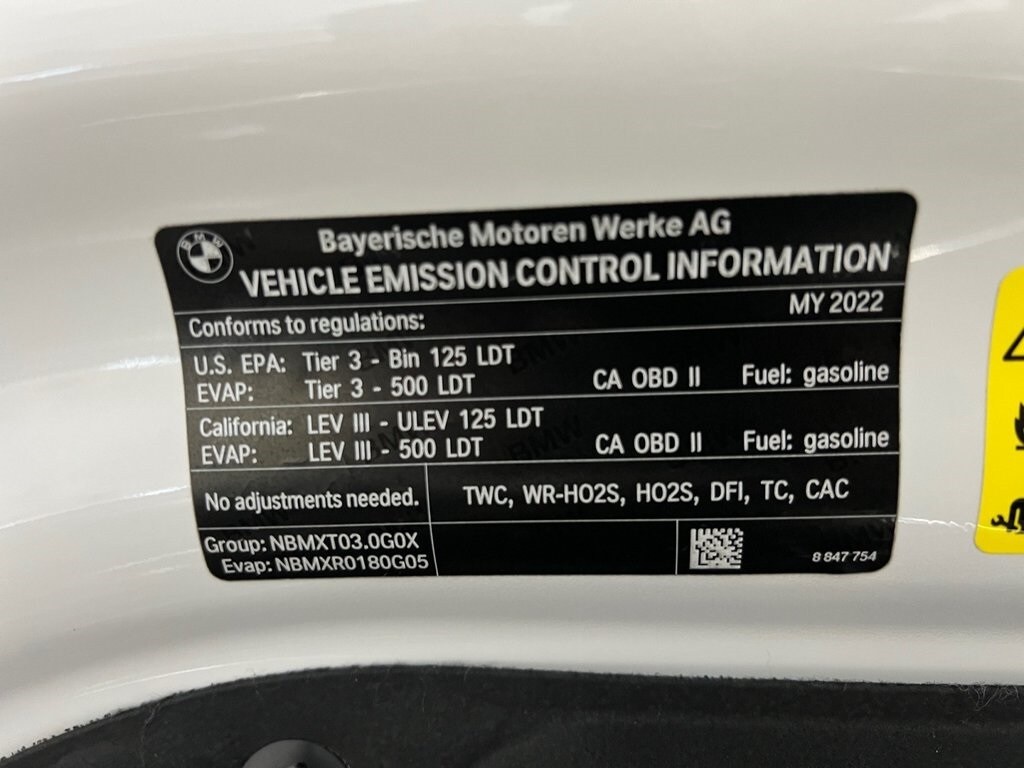 BMW
Bayerische Motoren Werke AG
VEHICLE EMISSION CONTROL INFORMATION
Conforms to regulations: MY 2022
U.S. EPA: Tier 3 - Bin 125 LDT
EVAP: Tier 3 - 500 LDT CA OBD II Fuel: gasoline
California: LEV III - ULEV 125 LDT
EVAP: LEV III - 500 LDT CA OBD II Fuel: gasoline
No adjustments needed. TWC, WR-HO2S, HO2S, DFI, TC, CAC
Group: NBMXT03.0G0X
Evap: NBMXR0180G05
8 847 754